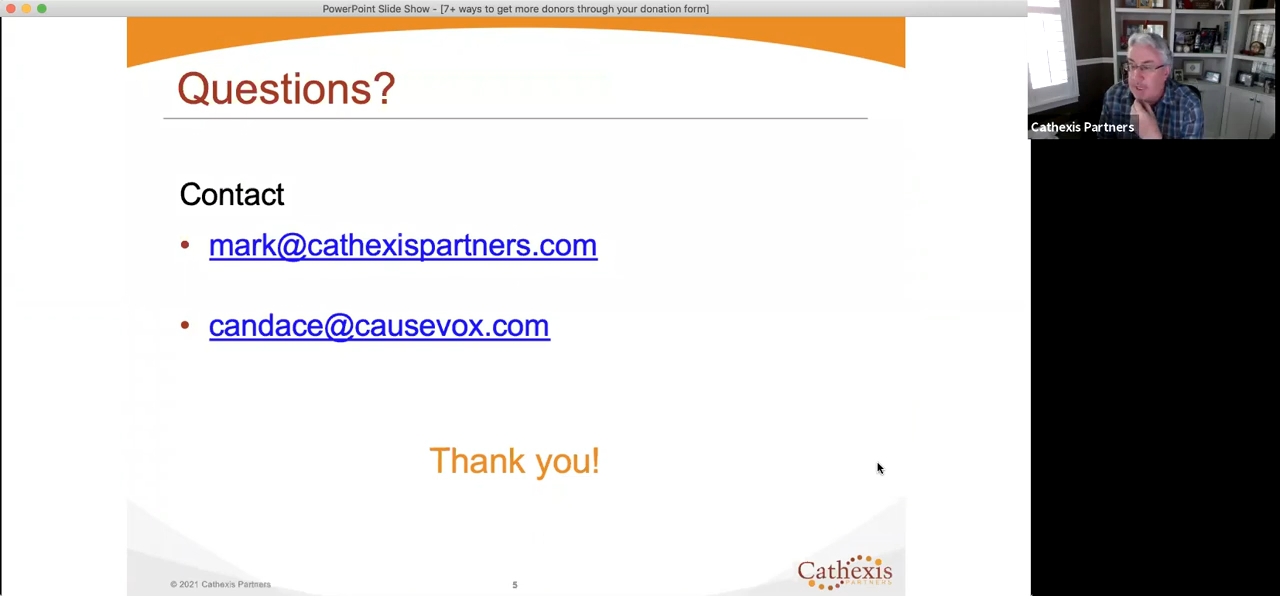 PowerPoint Slide Show - [7+ ways to get more donors through your donation form]
Questions?
Cathexis Partners
Contact
• mark@cathexispartners.com
• candace@causevox.com
Thank you!
© 2021 Cathexis Partners
5
Cathexis
PARTNERS